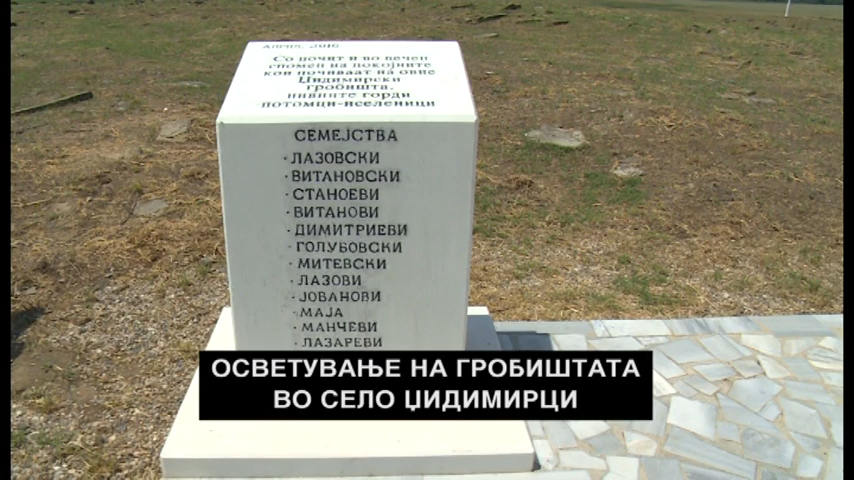 Април, 2016
Со почит и во вечен
спомен на покојните
кои почиваат на овие
Џидимирски
гробишта.
нивните горди
потомци-иселеници
СЕМЕЈСТВА
·ЛАЗОВСКИ
·ВИТАНОВСКИ
·СТАНОЕВИ
·ВИТАНОВИ
·ДИМИТРИЕВИ
·ГОЛУБОВСКИ
·МИТЕВСКИ
·ЛАЗОВИ
·ЈОВАНОВИ
·МАЈА
·МАНЧЕВИ
·ЛАЗАРЕВИ
ОСВЕТУВАЊЕ НА ГРОБИШТАТА
ВО СЕЛО ЏИДИМИРЦИ